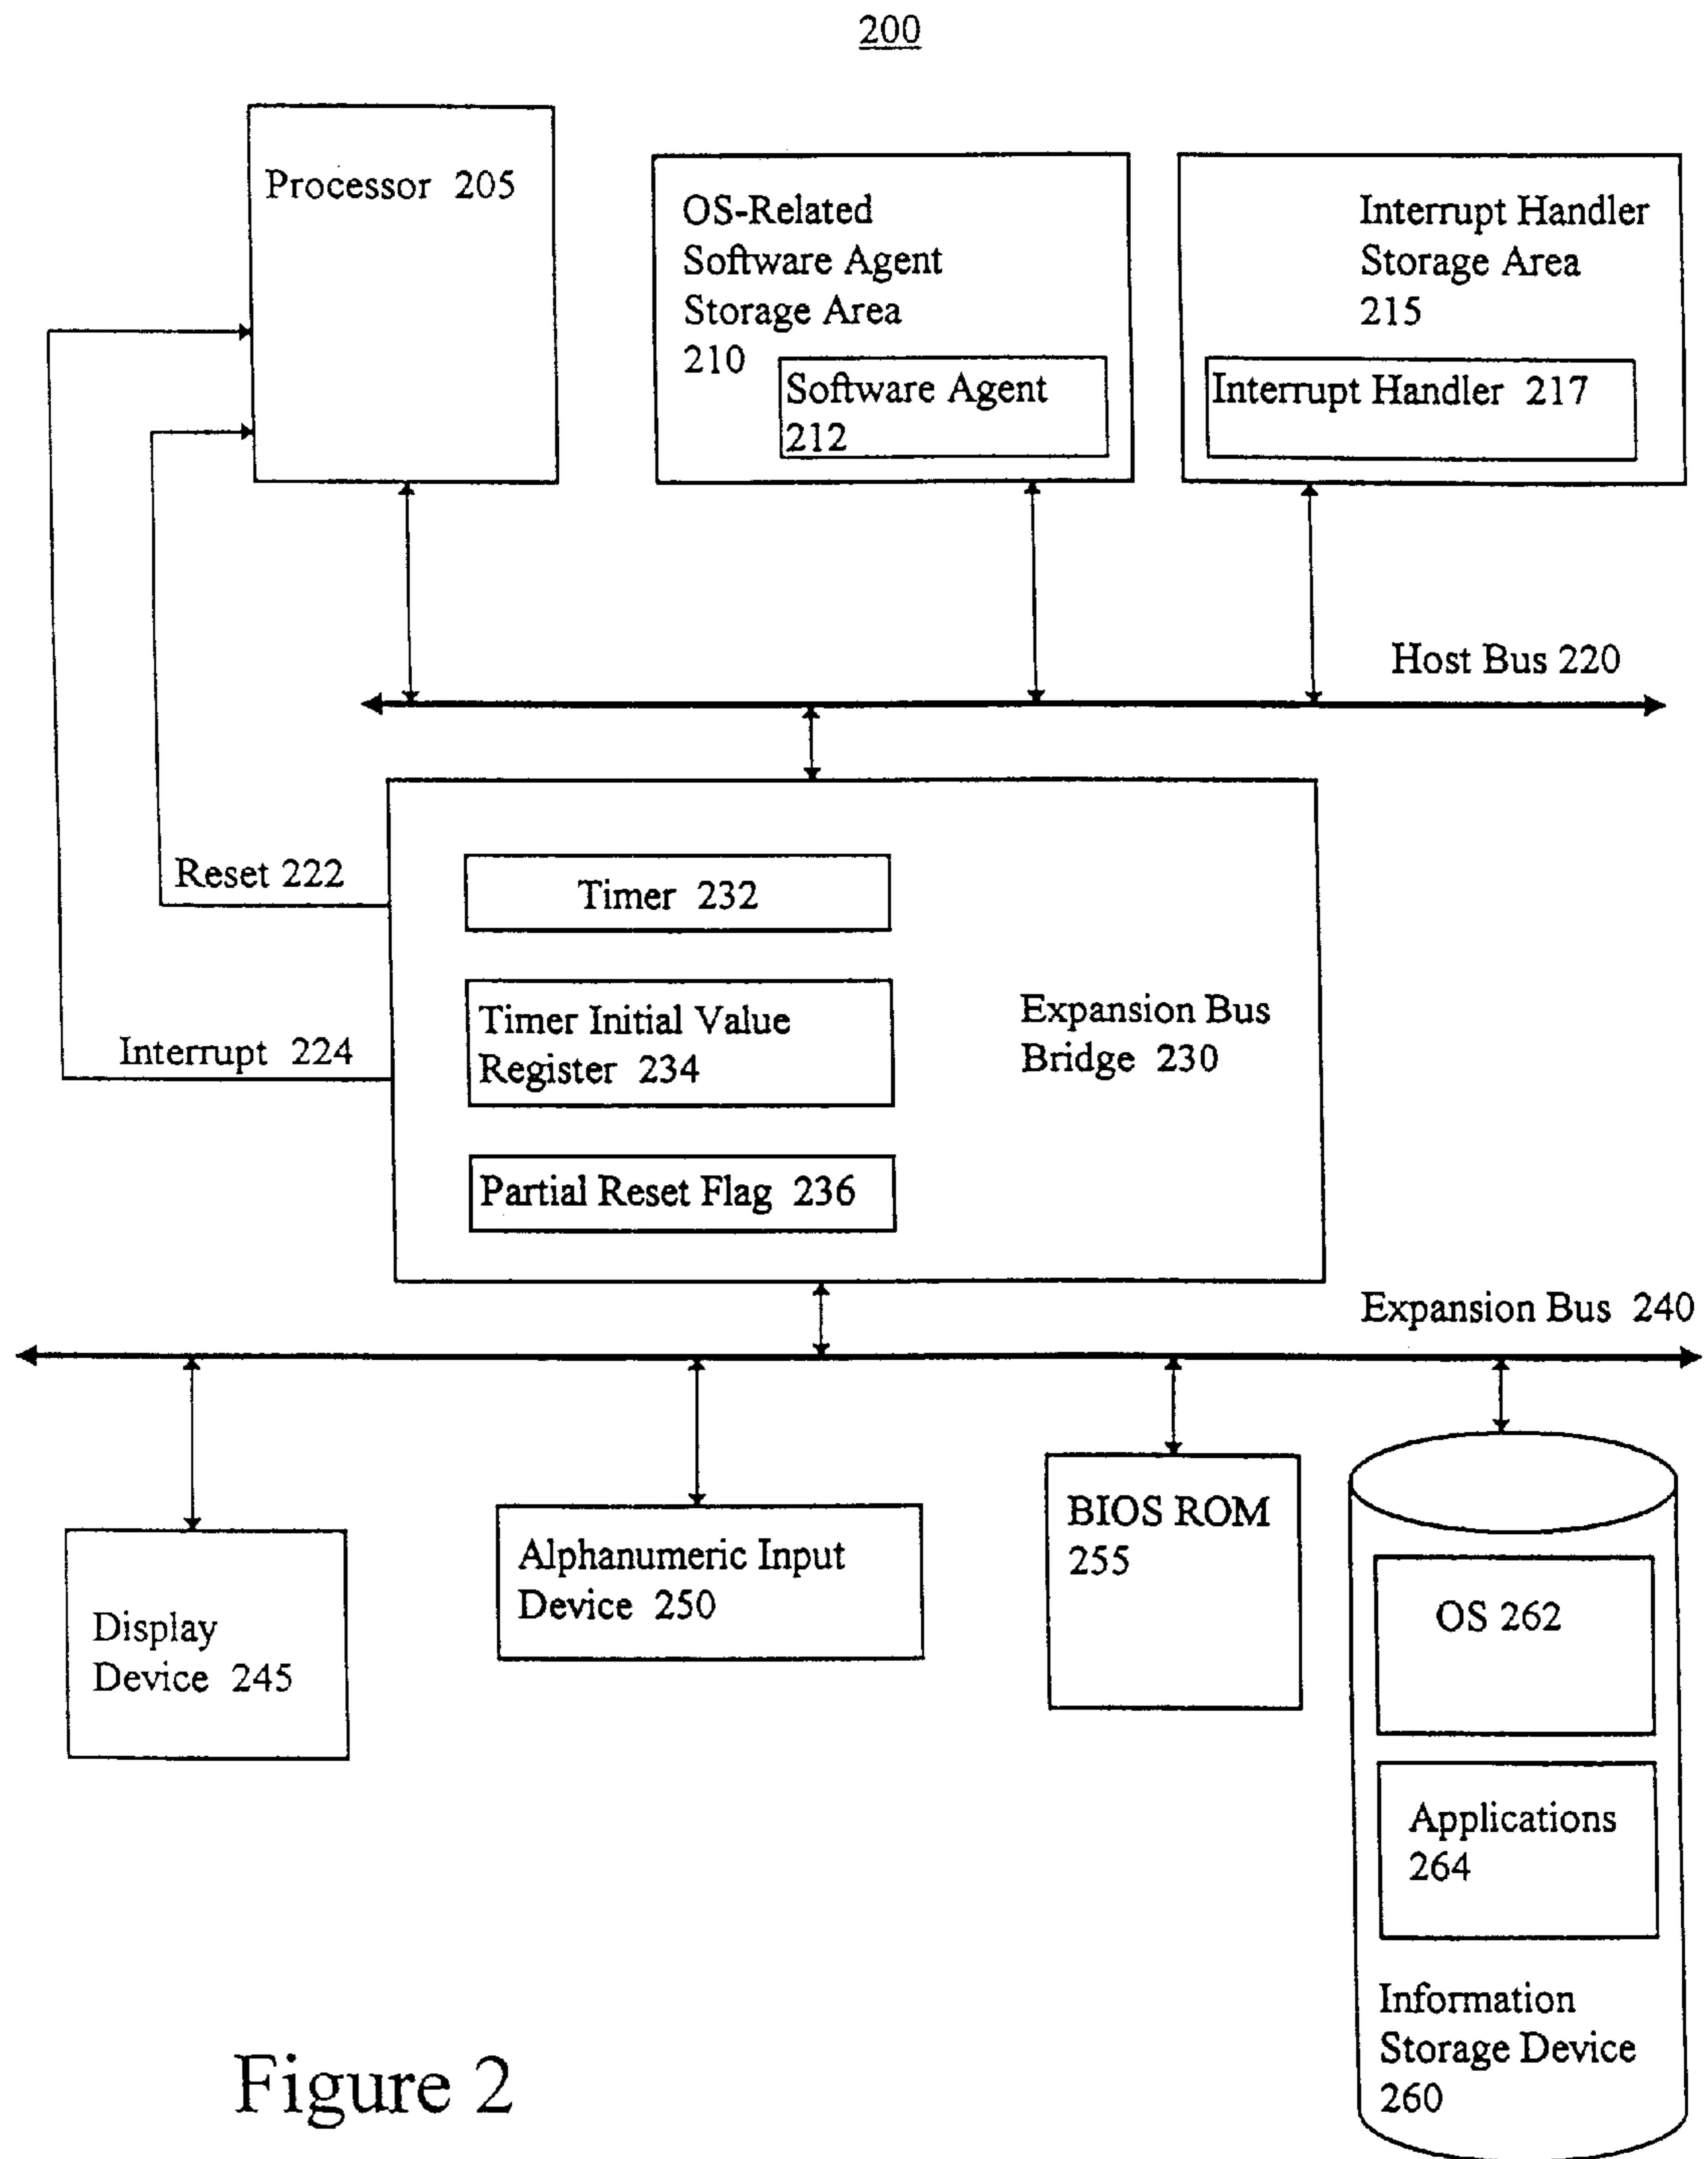 200
Processor 205
OS-Related
Software Agent
Storage Area
210
Software Agent
212
Interrupt Handler
Storage Area
215
Interrupt Handler 217
Host Bus 220
Reset 222
Interrupt 224
Timer 232
Timer Initial Value
Register 234
Partial Reset Flag 236
Expansion Bus
Bridge 230
Expansion Bus 240
Display
Device 245
Alphanumeric Input
Device 250
BIOS ROM
255
OS 262
Applications
264
Information
Storage Device
260
Figure 2